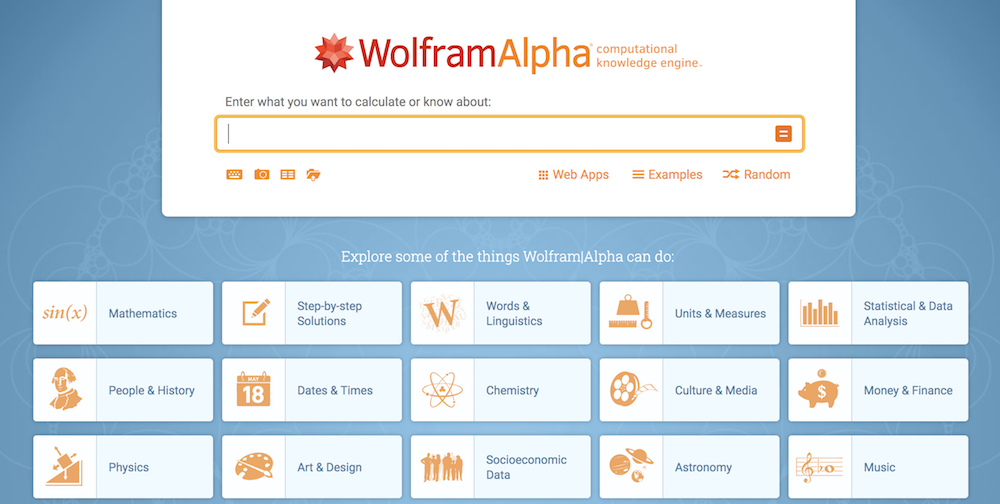 WolframAlpha computational
knowledge engine.
Enter what you want to calculate or know about:
Web Apps
Examples
Random
Explore some of the things Wolfram|Alpha can do:
sin(x)
Mathematics
Step-by-step
Solutions
W
Words &
Linguistics
Units & Measures
Statistical & Data
Analysis
People & History
MAY
18
Dates & Times
Chemistry
Culture & Media
$
Money & Finance
Physics
Art & Design
Socioeconomic
Data
Astronomy
Music